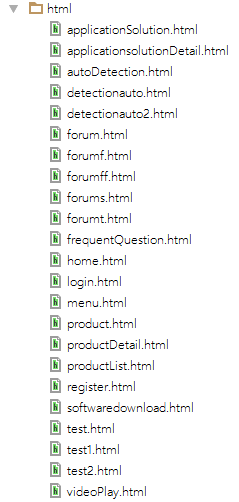 html
applicationSolution.html
applicationsolutionDetail.html
autoDetection.html
detectionauto.html
detectionauto2.html
forum.html
forumf.html
forumff.html
forums.html
forumt.html
frequentQuestion.html
home.html
login.html
menu.html
product.html
productDetail.html
productList.html
register.html
softwaredownload.html
test.html
test1.html
test2.html
videoPlay.html